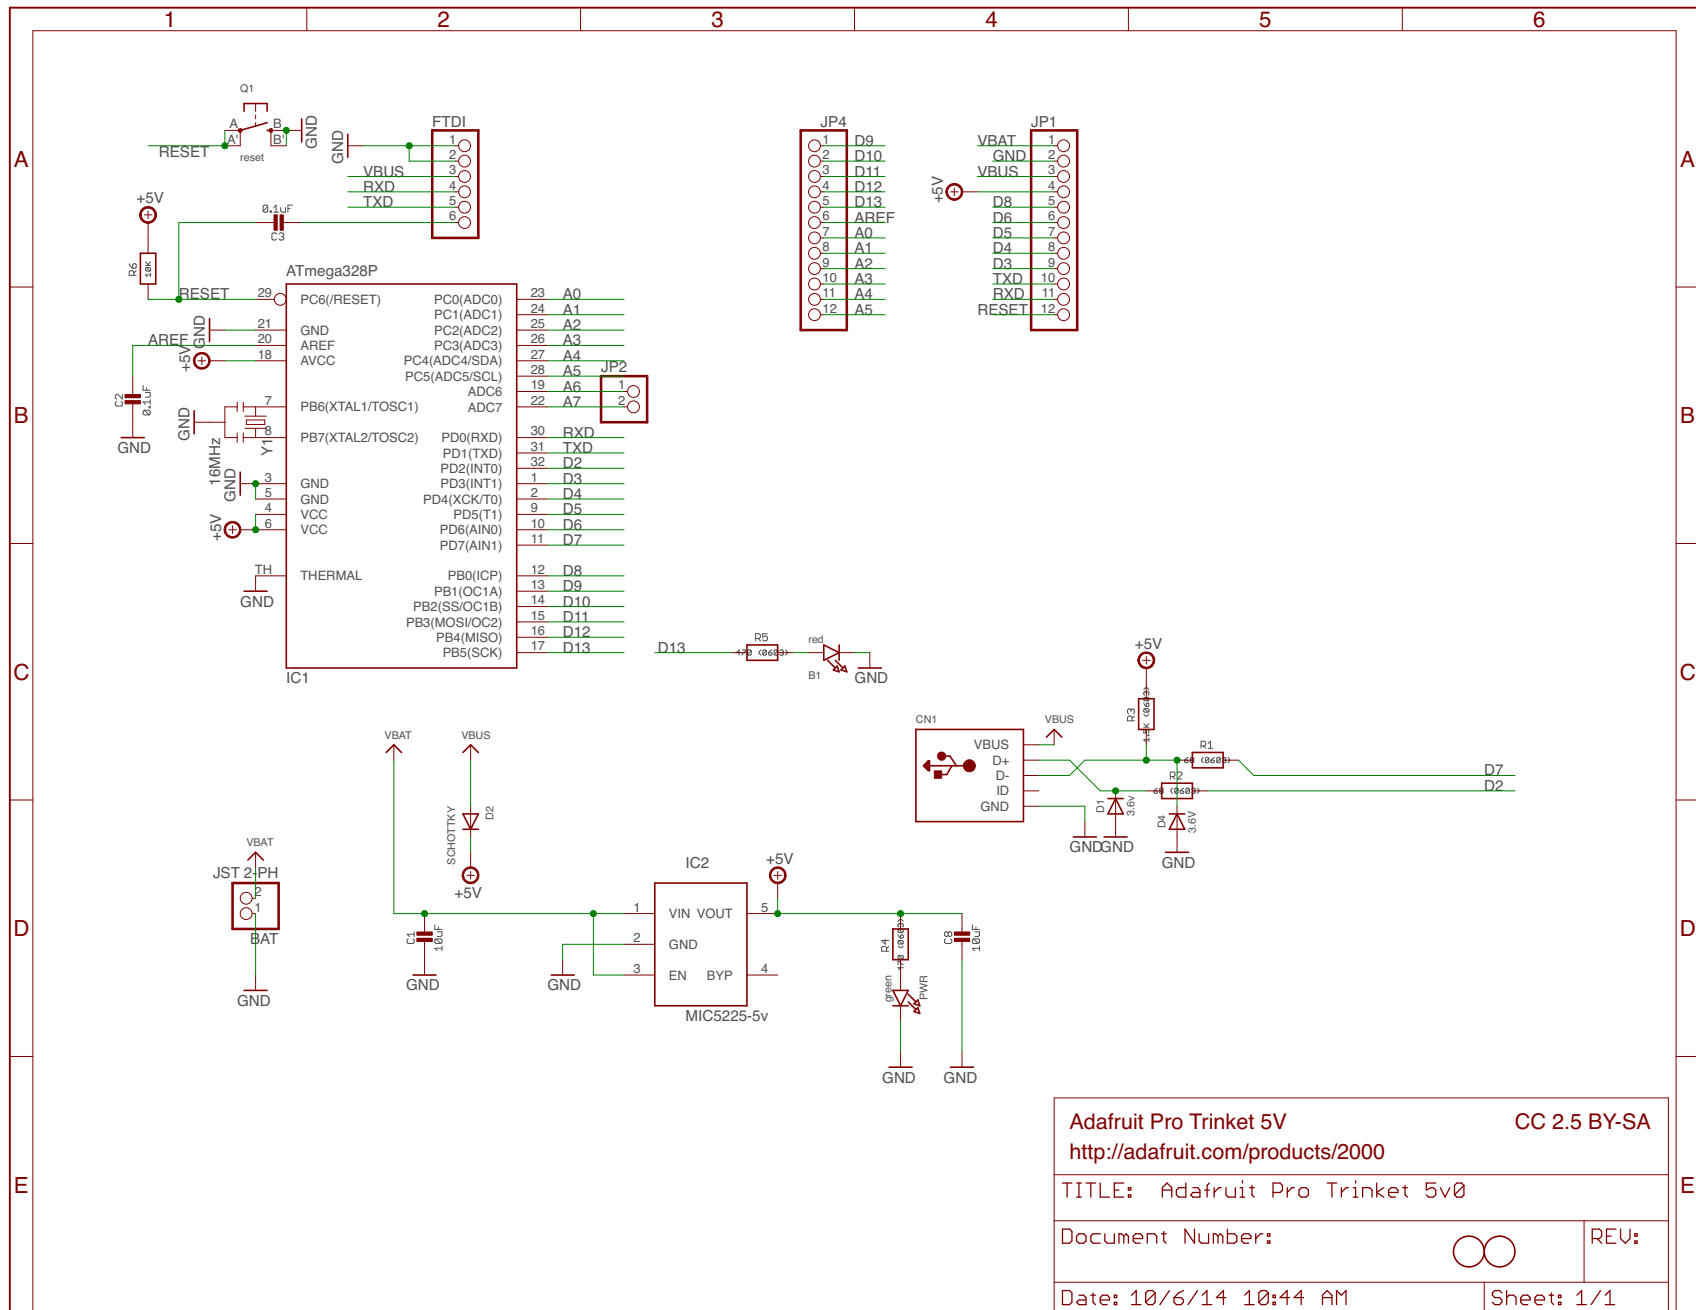 1 2 3 4 5 6
A A
B B
C C
D D
E E
Q1
A B
A' B'
reset
RESET
GND
FTDI
GND
1
2
VBUS 3
RXD 4
TXD 5
6
+5V
R6
10K
0.1uF
C3
JP4
1 D9
2 D10
3 D11
4 D12
5 D13
6 AREF
7 A0
8 A1
9 A2
10 A3
11 A4
12 A5
JP1
VBAT 1
GND 2
VBUS 3
+5V 4
D8 5
D6 6
D5 7
D4 8
D3 9
TXD 10
RXD 11
RESET 12
ATmega328P
RESET 29 PC6(/RESET)
GND 21 GND
AREF 20 AREF
+5V 18 AVCC
C2
0.1uF
GND
GND
7 PB6(XTAL1/TOSC1)
8 PB7(XTAL2/TOSC2)
16MHz
Y1
GND
3 GND
5 GND
4 VCC
+5V 6 VCC
TH THERMAL
GND
PC0(ADC0) 23 A0
PC1(ADC1) 24 A1
PC2(ADC2) 25 A2
PC3(ADC3) 26 A3
PC4(ADC4/SDA) 27 A4
PC5(ADC5/SCL) 28 A5
ADC6 19 A6
ADC7 22 A7
JP2
1
2
PD0(RXD) 30 RXD
PD1(TXD) 31 TXD
PD2(INT0) 32 D2
PD3(INT1) 1 D3
PD4(XCK/T0) 2 D4
PD5(T1) 9 D5
PD6(AIN0) 10 D6
PD7(AIN1) 11 D7
PB0(ICP) 12 D8
PB1(OC1A) 13 D9
PB2(SS/OC1B) 14 D10
PB3(MOSI/OC2) 15 D11
PB4(MISO) 16 D12
PB5(SCK) 17 D13
IC1
D13
R5
470 (0603)
red
B1
GND
CN1
VBUS
D+
D-
ID
GND
VBUS
+5V
R3
1.5K (0603)
R1
68 (0603)
R2
68 (0603)
D7
D2
D1
3.6v
D4
3.6V
GND
GND
GND
VBAT
VBUS
SCHOTTKY
D2
+5V
VBAT
JST 2-PH
2
1
BAT
GND
C1
10uF
GND
GND
IC2
1 VIN VOUT 5
2 GND
3 EN BYP 4
MIC5225-5v
+5V
R4
470 (0603)
green
PWR
GND
C8
10uF
GND
Adafruit Pro Trinket 5V CC 2.5 BY-SA
http://adafruit.com/products/2000
TITLE: Adafruit Pro Trinket 5v0
Document Number: REV:
Date: 10/6/14 10:44 AM Sheet: 1/1